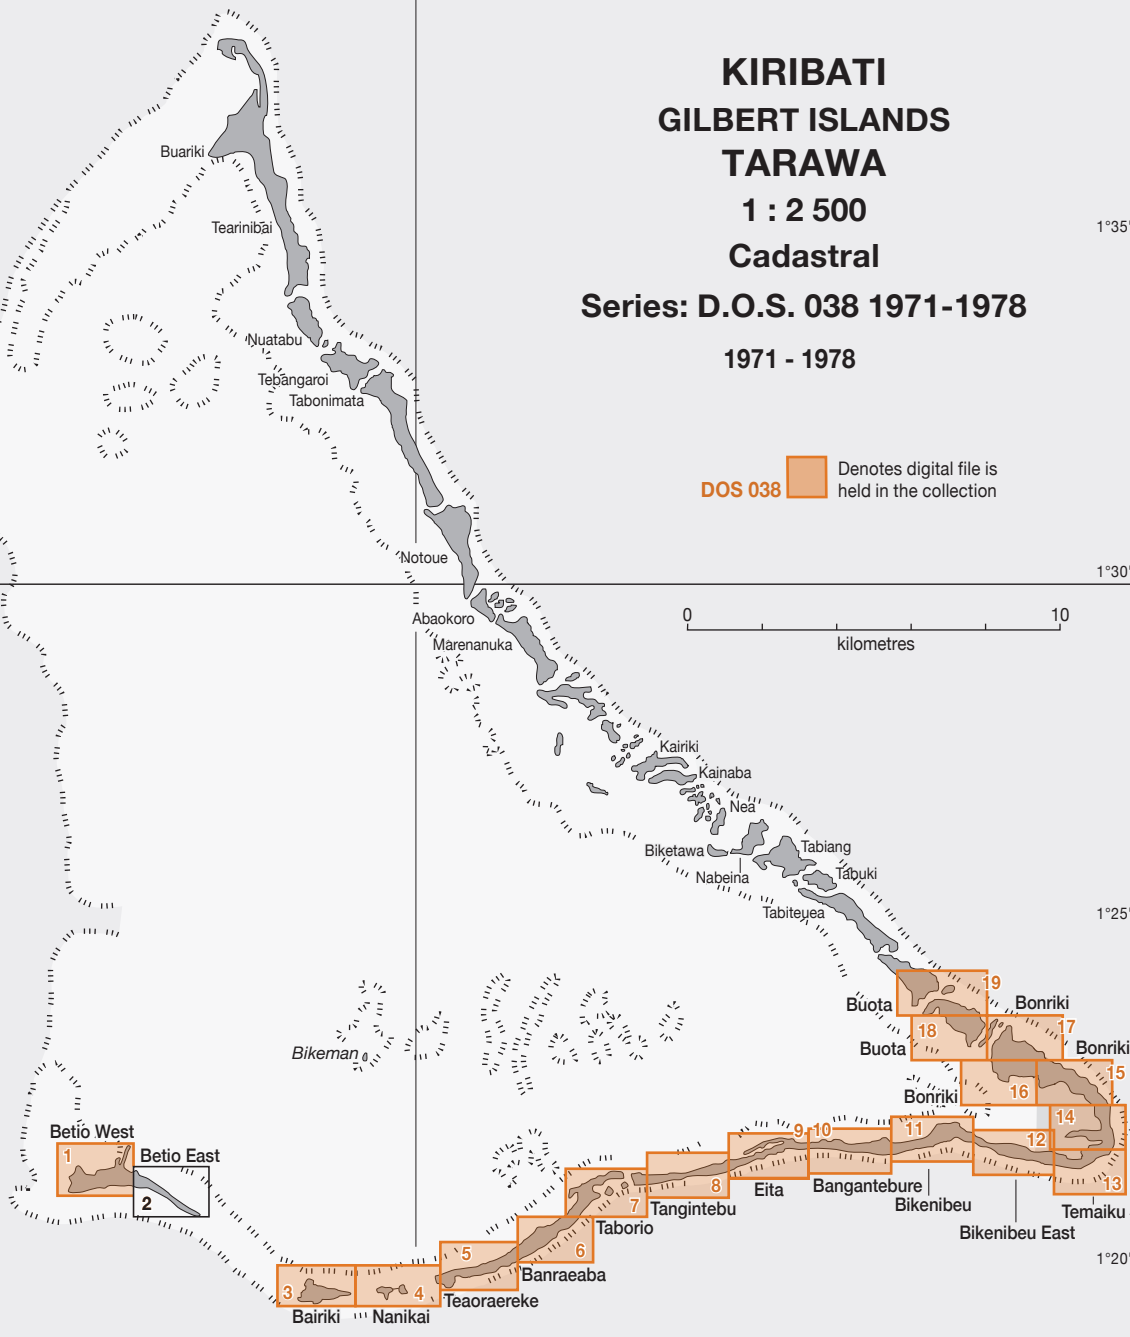 KIRIBATI
GILBERT ISLANDS
TARAWA
1 : 2 500
Cadastral
Series: D.O.S. 038 1971-1978
1971 - 1978
DOS 038
Denotes digital file is
held in the collection
Buariki
Tearinibai
1°35'
Nuatabu
Tebangaroi
Tabonimata
Notoue
1°30'
Abaokoro
Marenanuka
0
10
kilometres
Kairiki
Kainaba
Nea
Biketawa
Nabeina
Tabiang
Tabuki
Tabiteuea
1°25'
19
Buota
Bonriki
18
17
Buota
Bonriki
Bikeman
15
16
Bonriki
14
Betio West
1
Betio East
2
9
10
11
12
13
8
Eita
Bangantebure
Bikenibeu
Temaiku
7
Tangintebu
Taborio
Bikenibeu East
5
6
1°20'
Banraeaba
3
4
Teaoraereke
Bairiki
Nanikai